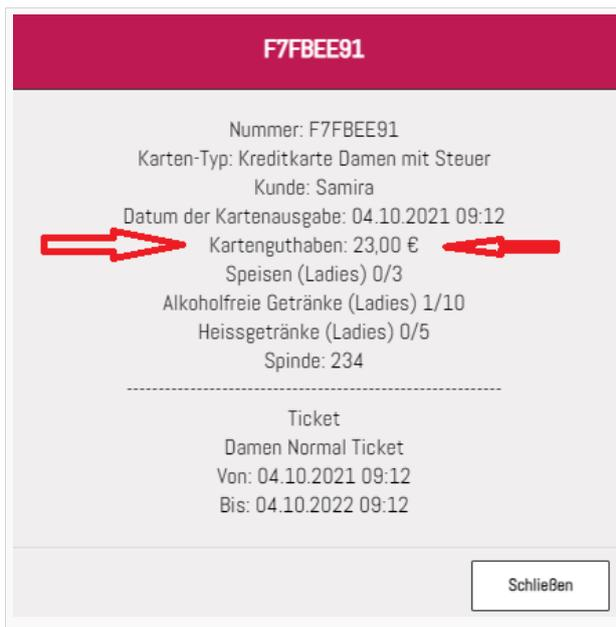 F7FBEE91
Nummer: F7FBEE91
Karten-Typ: Kreditkarte Damen mit Steuer
Kunde: Samira
Datum der Kartenausgabe: 04.10.2021 09:12
Kartenguthaben: 23,00 €
Speisen (Ladies) 0/3
Alkoholfreie Getränke (Ladies) 1/10
Heissgetränke (Ladies) 0/5
Spinde: 234
------------------------------------------------------------
Ticket
Damen Normal Ticket
Von: 04.10.2021 09:12
Bis: 04.10.2022 09:12
Schließen